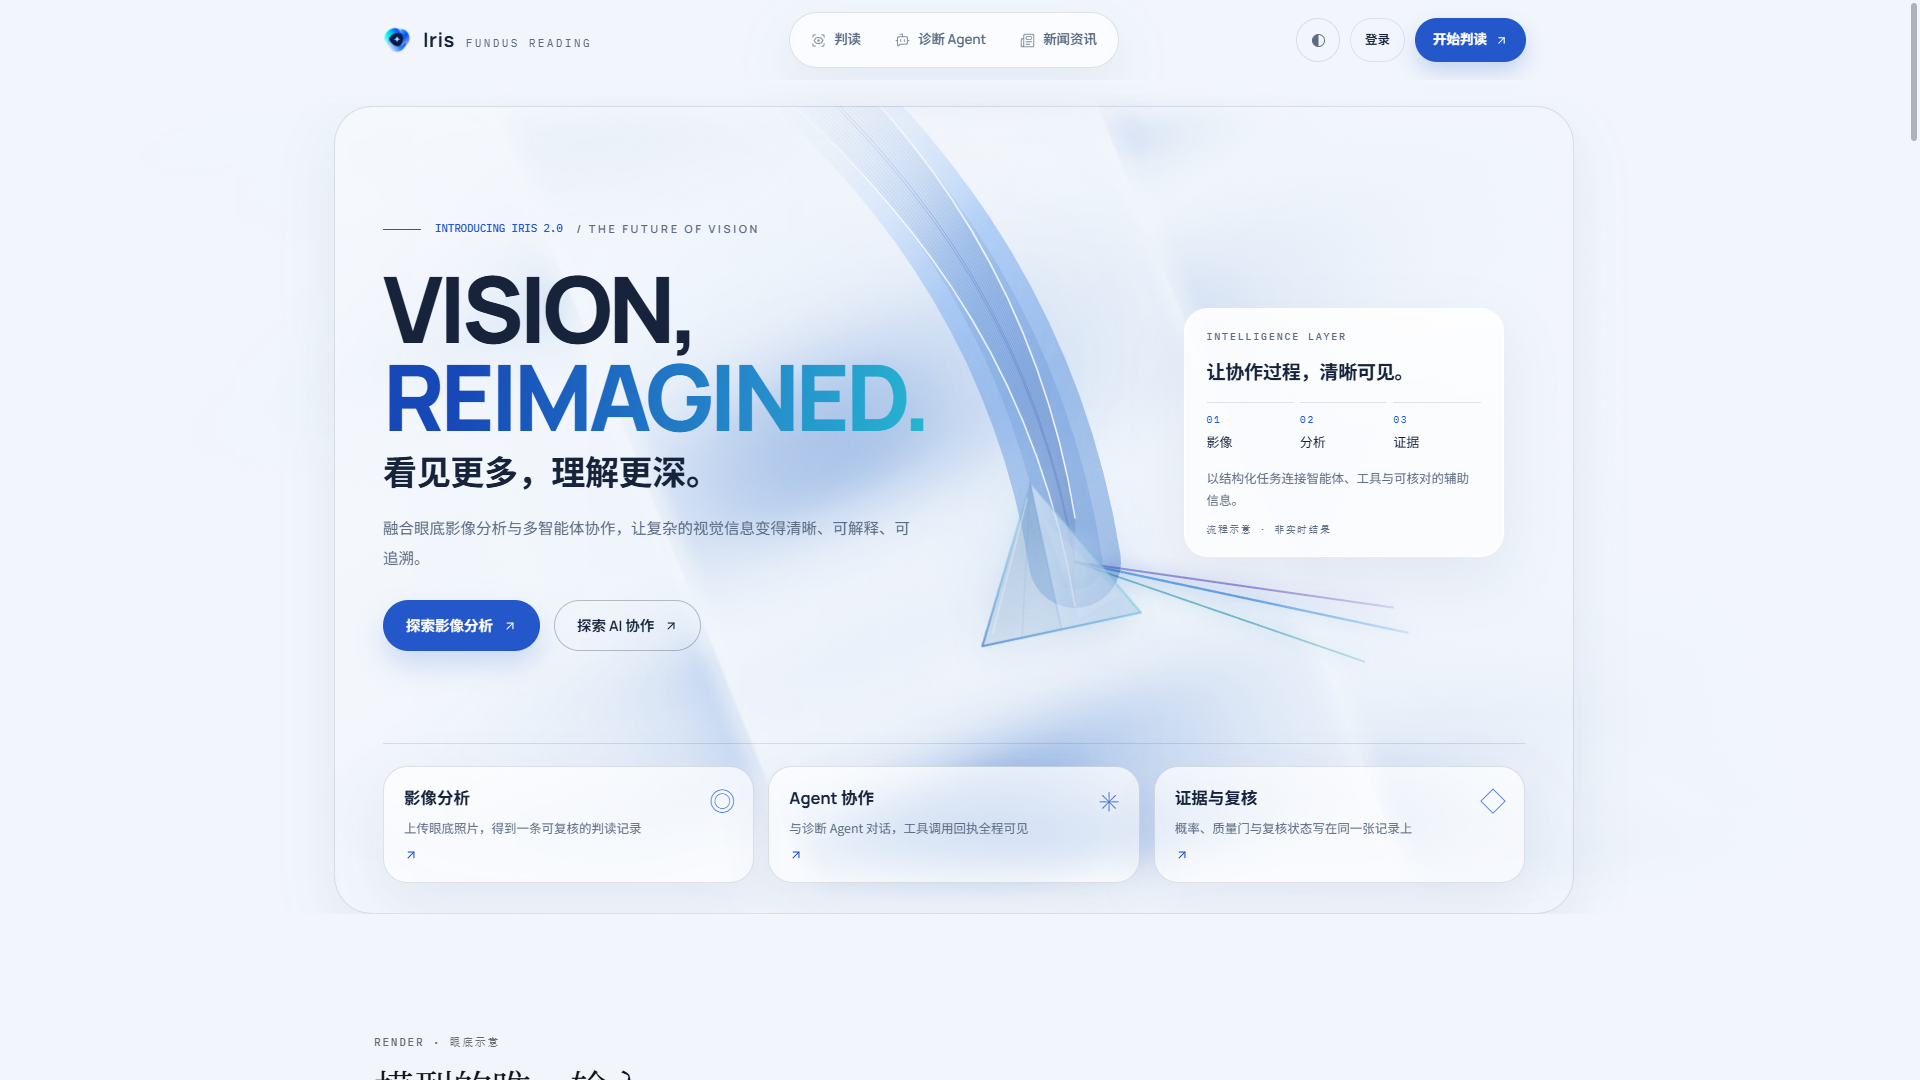 Iris FUNDUS READING
判读
诊断 Agent
新闻资讯
登录
开始判读
INTRODUCING IRIS 2.0 / THE FUTURE OF VISION
VISION,
REIMAGINED.
看见更多，理解更深。
融合眼底影像分析与多智能体协作，让复杂的视觉信息变得清晰、可解释、可
追溯。
探索影像分析
探索 AI 协作
INTELLIGENCE LAYER
让协作过程，清晰可见。
01 02 03
影像 分析 证据
以结构化任务连接智能体、工具与可核对的辅助
信息。
流程示意 · 非实时结果
影像分析
上传眼底照片，得到一条可复核的判读记录
Agent 协作
与诊断 Agent 对话，工具调用回执全程可见
证据与复核
概率、质量门与复核状态写在同一张记录上
RENDER · 眼底示意